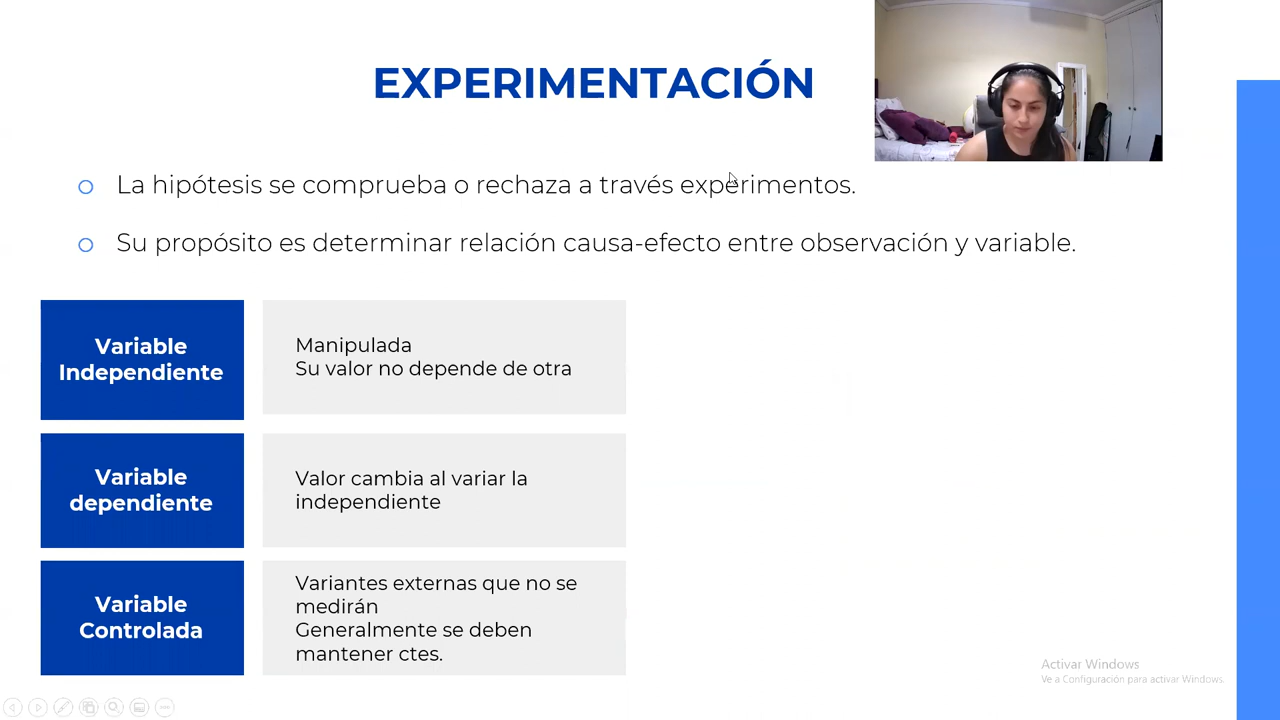 EXPERIMENTACIÓN
La hipótesis se comprueba o rechaza a través experimentos.
Su propósito es determinar relación causa-efecto entre observación y variable.
Variable
Independiente
Manipulada
Su valor no depende de otra
Variable
dependiente
Valor cambia al variar la
independiente
Variable
Controlada
Variantes externas que no se
medirán
Generalmente se deben
mantener ctes.
Activar Windows
Ve a Configuración para activar Windows.